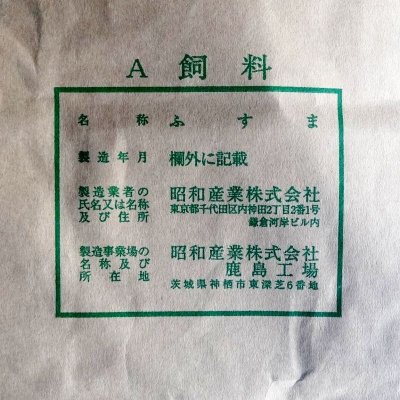 A 飼料
名称 ふすま
製造年月 欄外に記載
製造業者の 昭和産業株式会社
氏名又は名称 東京都千代田区内神田2丁目2番1号
及び住所 鎌倉河岸ビル内
製造事業場の 昭和産業株式会社
名称及び 鹿島工場
所在地 茨城県神栖市東深芝6番地